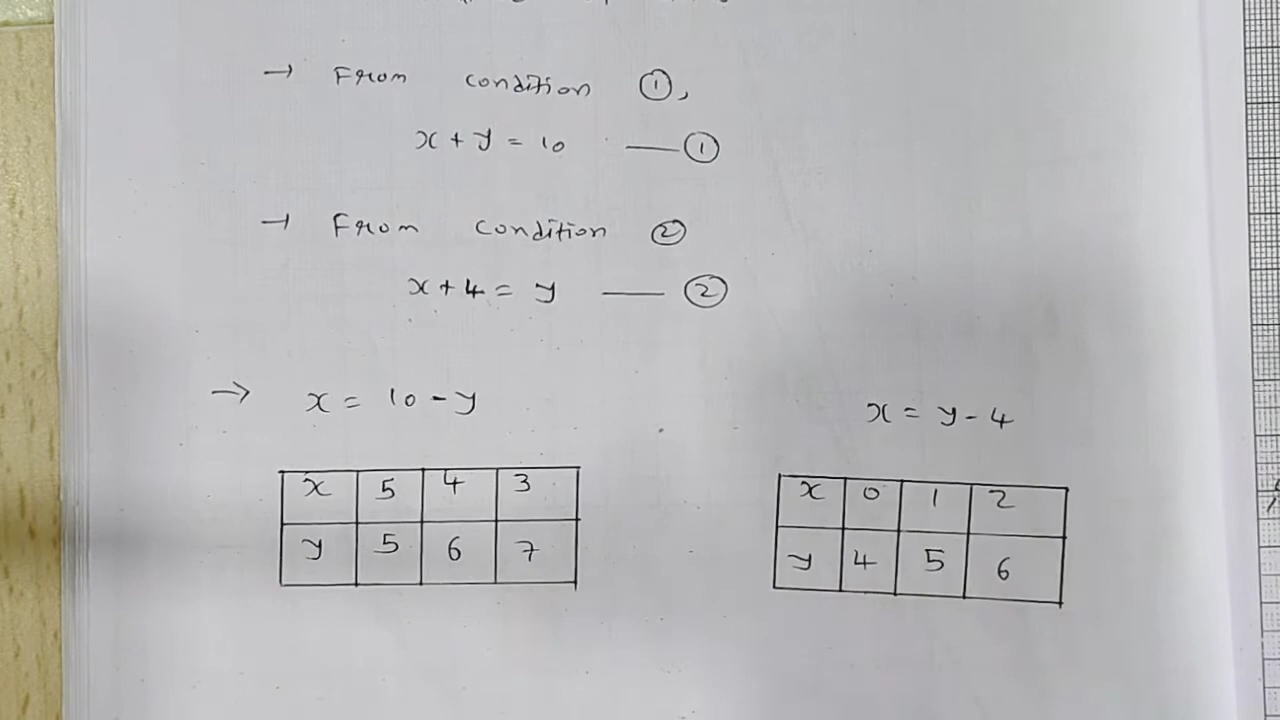 → From condition ①,
x + y = 10 —— ①
→ From condition ②
x + 4 = y —— ②
→ x = 10 - y
x 5 4 3
y 5 6 7
x = y - 4
x 0 1 2
y 4 5 6